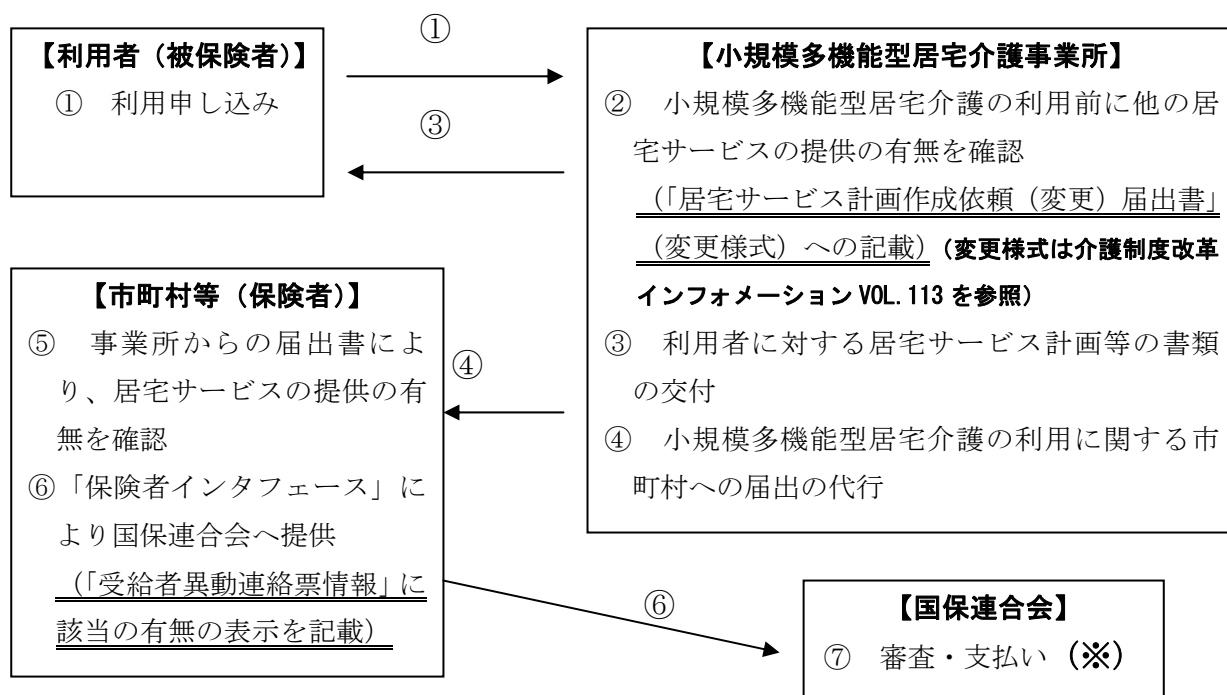 ①
【利用者（被保険者）】
①　利用申し込み
③
【小規模多機能型居宅介護事業所】
②　小規模多機能型居宅介護の利用前に他の居
宅サービスの提供の有無を確認
（「居宅サービス計画作成依頼（変更）届出書」
（変更様式）への記載）（変更様式は介護制度改革
インフォメーション VOL.113 を参照）
③　利用者に対する居宅サービス計画等の書類
の交付
④　小規模多機能型居宅介護の利用に関する市
町村への届出の代行
④
【市町村等（保険者）】
⑤　事業所からの届出書によ
り、居宅サービスの提供の有
無を確認
⑥「保険者インタフェース」に
より国保連合会へ提供
（「受給者異動連絡票情報」に
該当の有無の表示を記載）
⑥
【国保連合会】
⑦　審査・支払い（※）